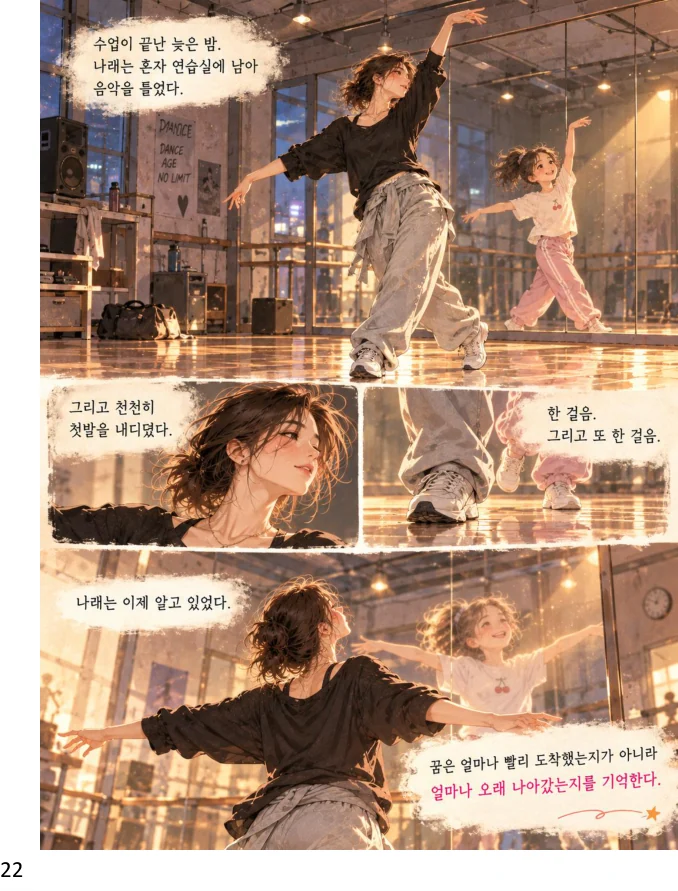 수업이 끝난 늦은 밤.
나래는 혼자 연습실에 남아
음악을 틀었다.
DANCE
DANCE
AGE
NO LIMIT
그리고 천천히
첫발을 내디뎠다.
한 걸음.
그리고 또 한 걸음.
나래는 이제 알고 있었다.
꿈은 얼마나 빨리 도착했는지가 아니라
얼마나 오래 나아갔는지를 기억한다.
22